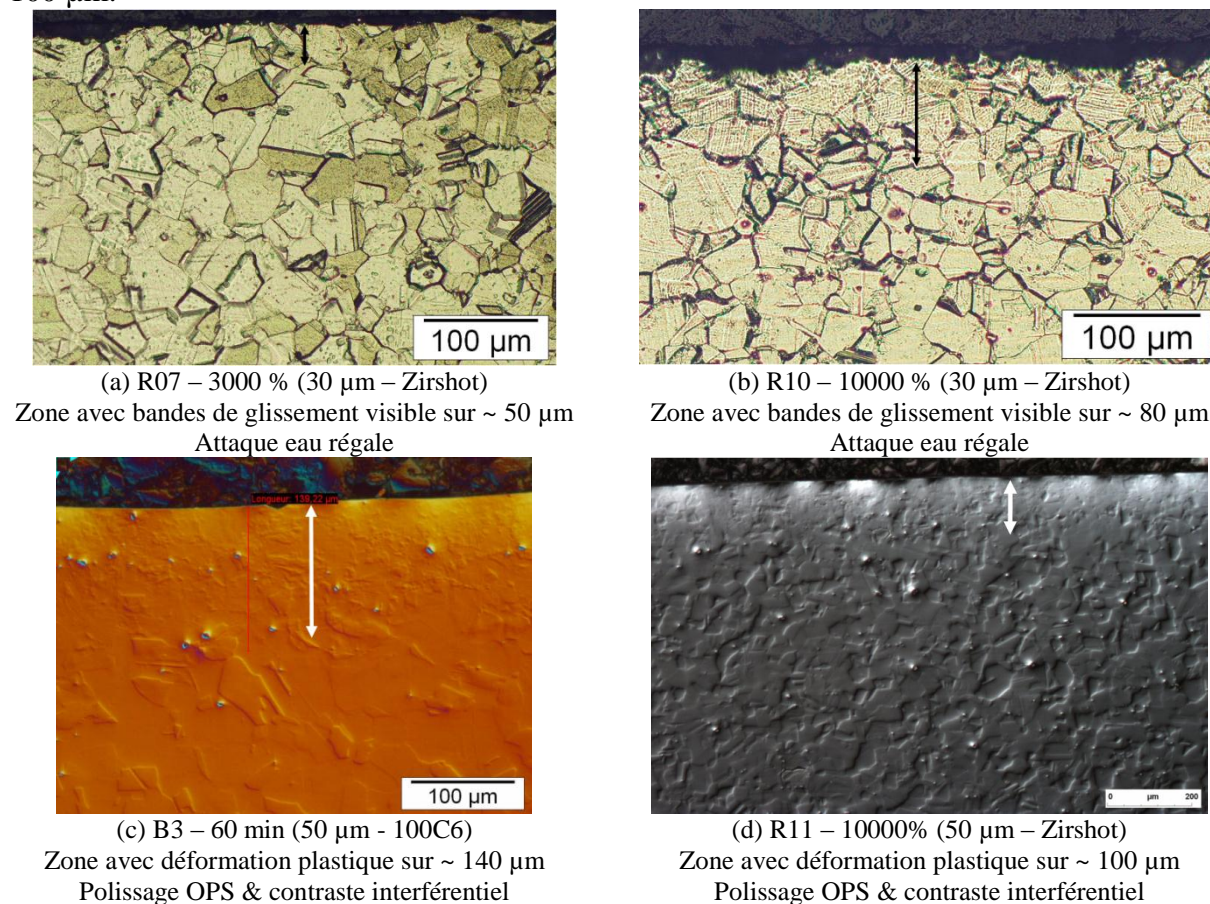 100 µm.
100 µm
100 µm
(a) R07 – 3000 % (30 µm – Zirshot)
Zone avec bandes de glissement visible sur ~ 50 µm
Attaque eau régale
(b) R10 – 10000 % (30 µm – Zirshot)
Zone avec bandes de glissement visible sur ~ 80 µm
Attaque eau régale
Longueur: 139.22 µm
100 µm
0 µm 200
(c) B3 – 60 min (50 µm - 100C6)
Zone avec déformation plastique sur ~ 140 µm
Polissage OPS & contraste interférentiel
(d) R11 – 10000% (50 µm – Zirshot)
Zone avec déformation plastique sur ~ 100 µm
Polissage OPS & contraste interférentiel